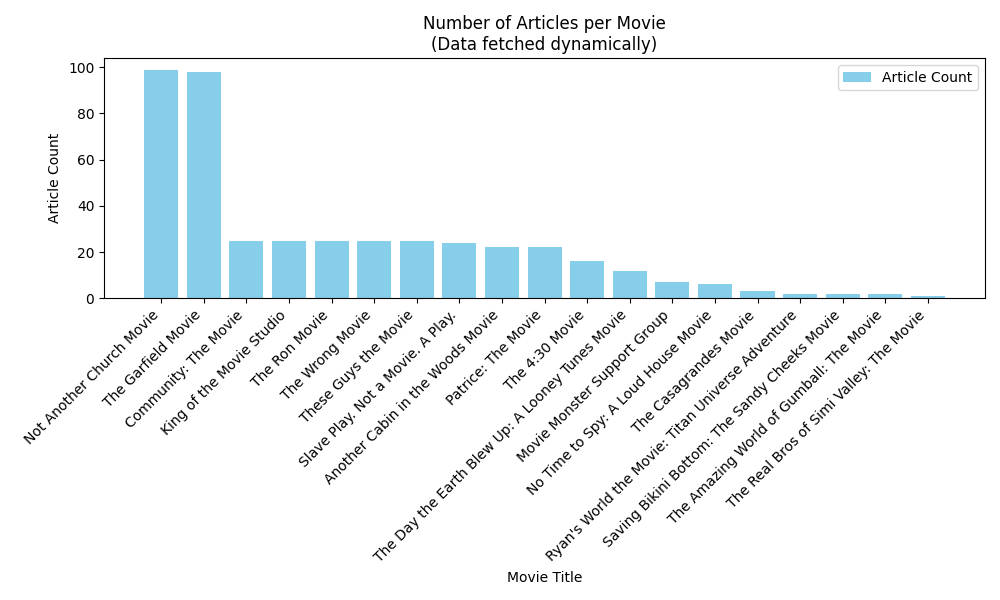 Number of Articles per Movie
(Data fetched dynamically)
Article Count
100
80
60
40
20
0
Article Count
Not Another Church Movie
The Garfield Movie
Community: The Movie
King of the Movie Studio
The Ron Movie
The Wrong Movie
These Guys the Movie
Slave Play. Not a Movie. A Play.
Another Cabin in the Woods Movie
Patrice: The Movie
The 4:30 Movie
The Day the Earth Blew Up: A Looney Tunes Movie
Movie Monster Support Group
No Time to Spy: A Loud House Movie
The Casagrandes Movie
Ryan's World the Movie: Titan Universe Adventure
Saving Bikini Bottom: The Sandy Cheeks Movie
The Amazing World of Gumball: The Movie
The Real Bros of Simi Valley: The Movie
Movie Title